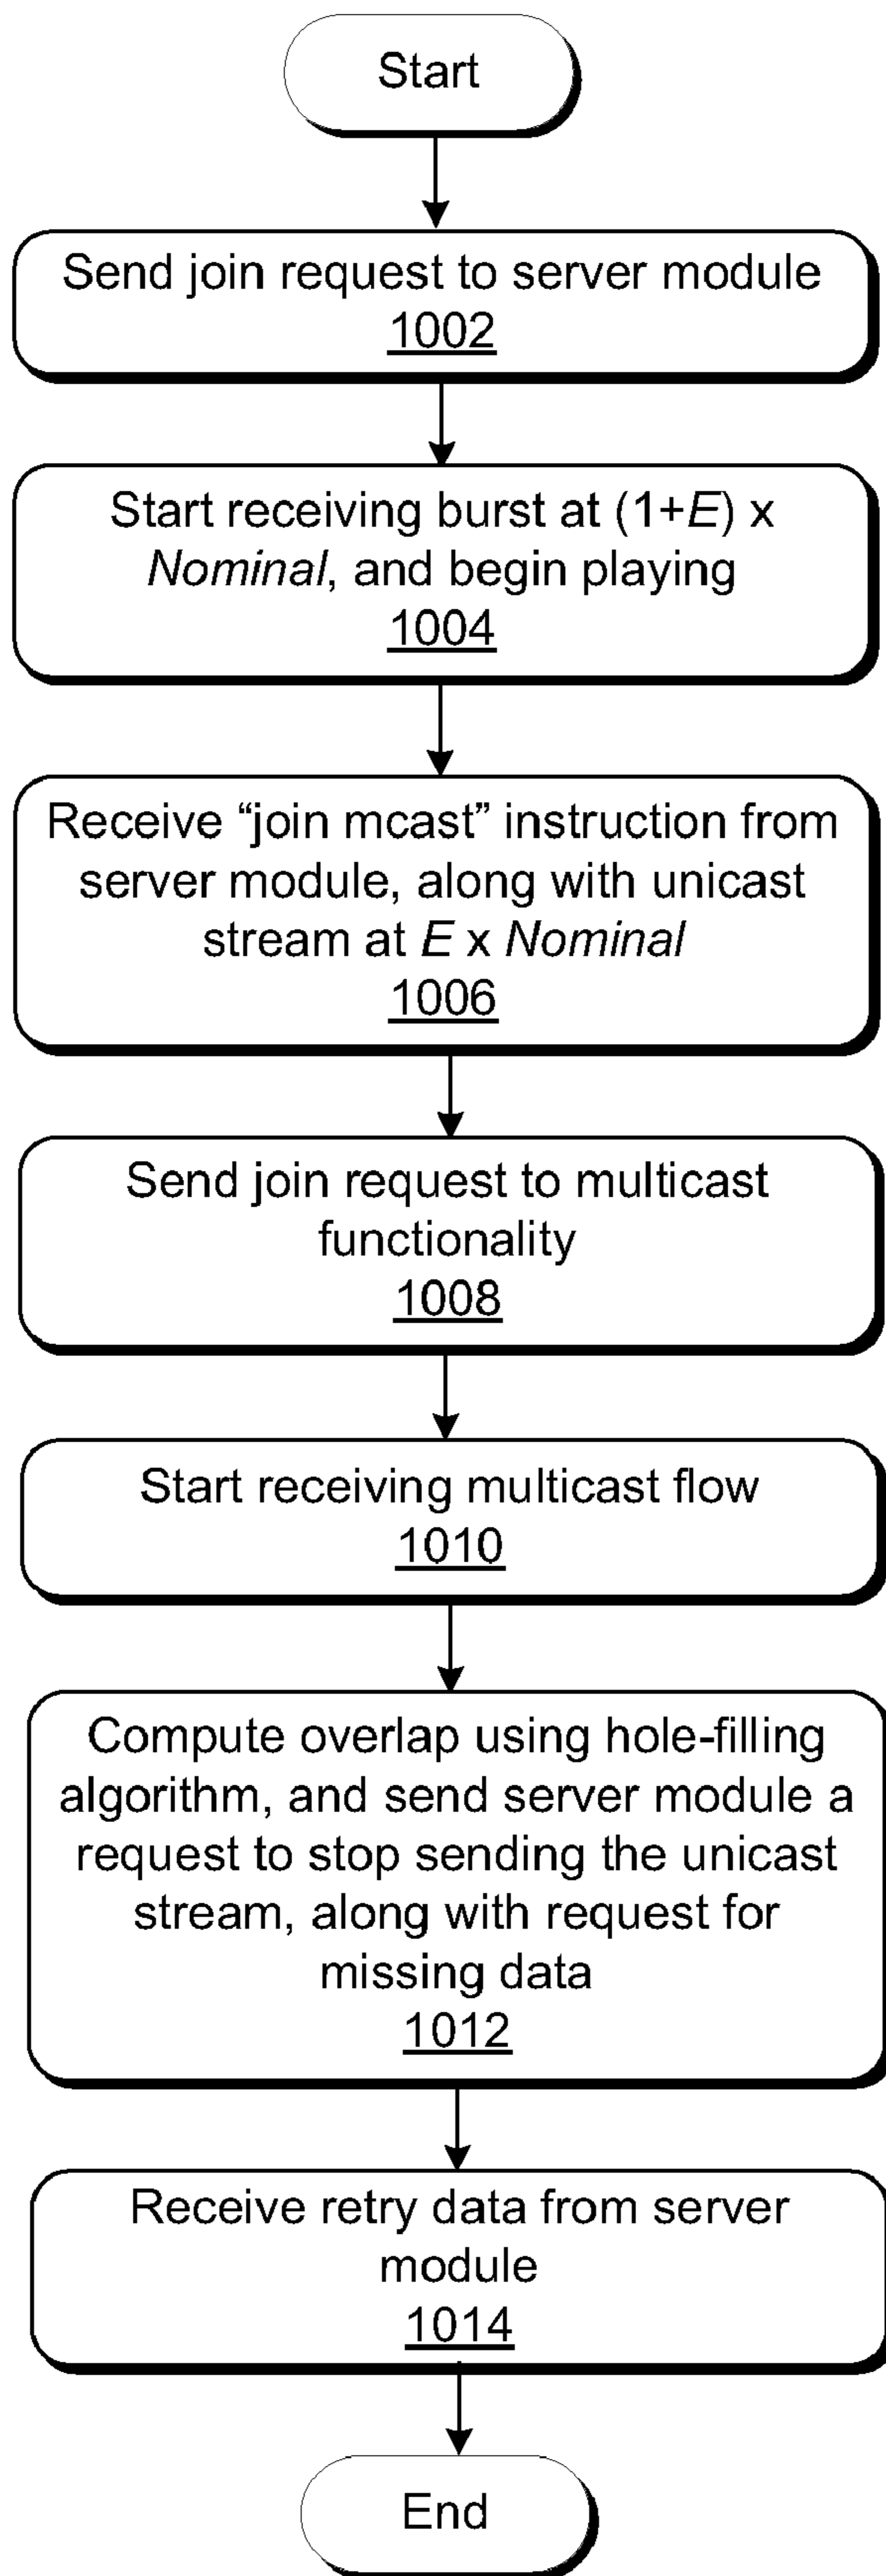 Start
Send join request to server module
1002
Start receiving burst at (1+E) x
Nominal, and begin playing
1004
Receive “join mcast” instruction from
server module, along with unicast
stream at E x Nominal
1006
Send join request to multicast
functionality
1008
Start receiving multicast flow
1010
Compute overlap using hole-filling
algorithm, and send server module a
request to stop sending the unicast
stream, along with request for
missing data
1012
Receive retry data from server
module
1014
End